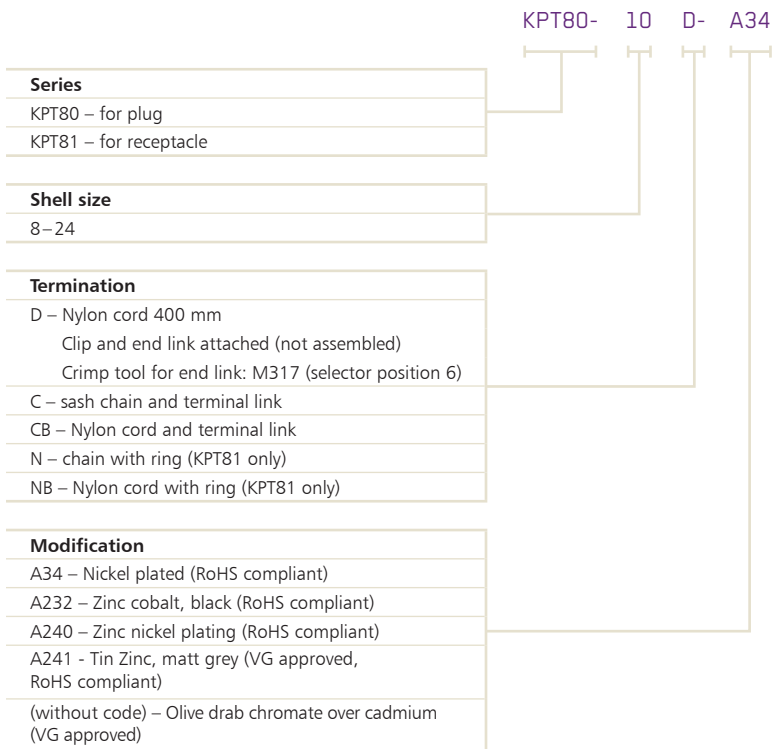 KPT80- 10 D- A34
Series
KPT80 – for plug
KPT81 – for receptacle
Shell size
8–24
Termination
D – Nylon cord 400 mm
Clip and end link attached (not assembled)
Crimp tool for end link: M317 (selector position 6)
C – sash chain and terminal link
CB – Nylon cord and terminal link
N – chain with ring (KPT81 only)
NB – Nylon cord with ring (KPT81 only)
Modification
A34 – Nickel plated (RoHS compliant)
A232 – Zinc cobalt, black (RoHS compliant)
A240 – Zinc nickel plating (RoHS compliant)
A241 - Tin Zinc, matt grey (VG approved,
RoHS compliant)
(without code) – Olive drab chromate over cadmium
(VG approved)